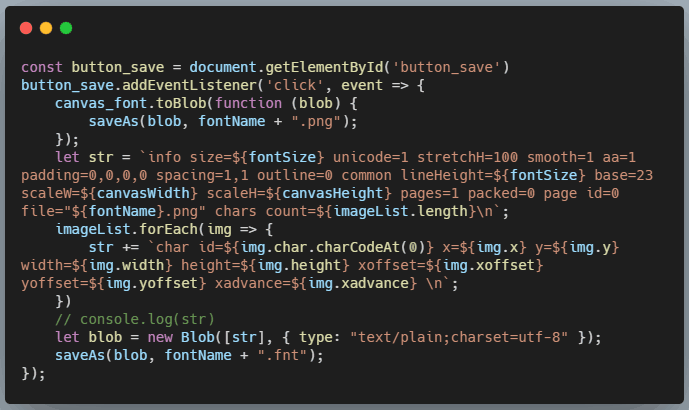 const button_save = document.getElementById('button_save')
button_save.addEventListener('click', event => {
    canvas_font.toBlob(function (blob) {
        saveAs(blob, fontName + ".png");
    });
    let str = `info size=${fontSize} unicode=1 stretchH=100 smooth=1 aa=1
padding=0,0,0,0 spacing=1,1 outline=0 common lineHeight=${fontSize} base=23
scaleW=${canvasWidth} scaleH=${canvasHeight} pages=1 packed=0 page id=0
file="${fontName}.png" chars count=${imageList.length}\n`;
    imageList.forEach(img => {
        str += `char id=${img.char.charCodeAt(0)} x=${img.x} y=${img.y}
width=${img.width} height=${img.height} xoffset=${img.xoffset}
yoffset=${img.yoffset} xadvance=${img.xadvance} \n`;
    })
    // console.log(str)
    let blob = new Blob([str], { type: "text/plain;charset=utf-8" });
    saveAs(blob, fontName + ".fnt");
});